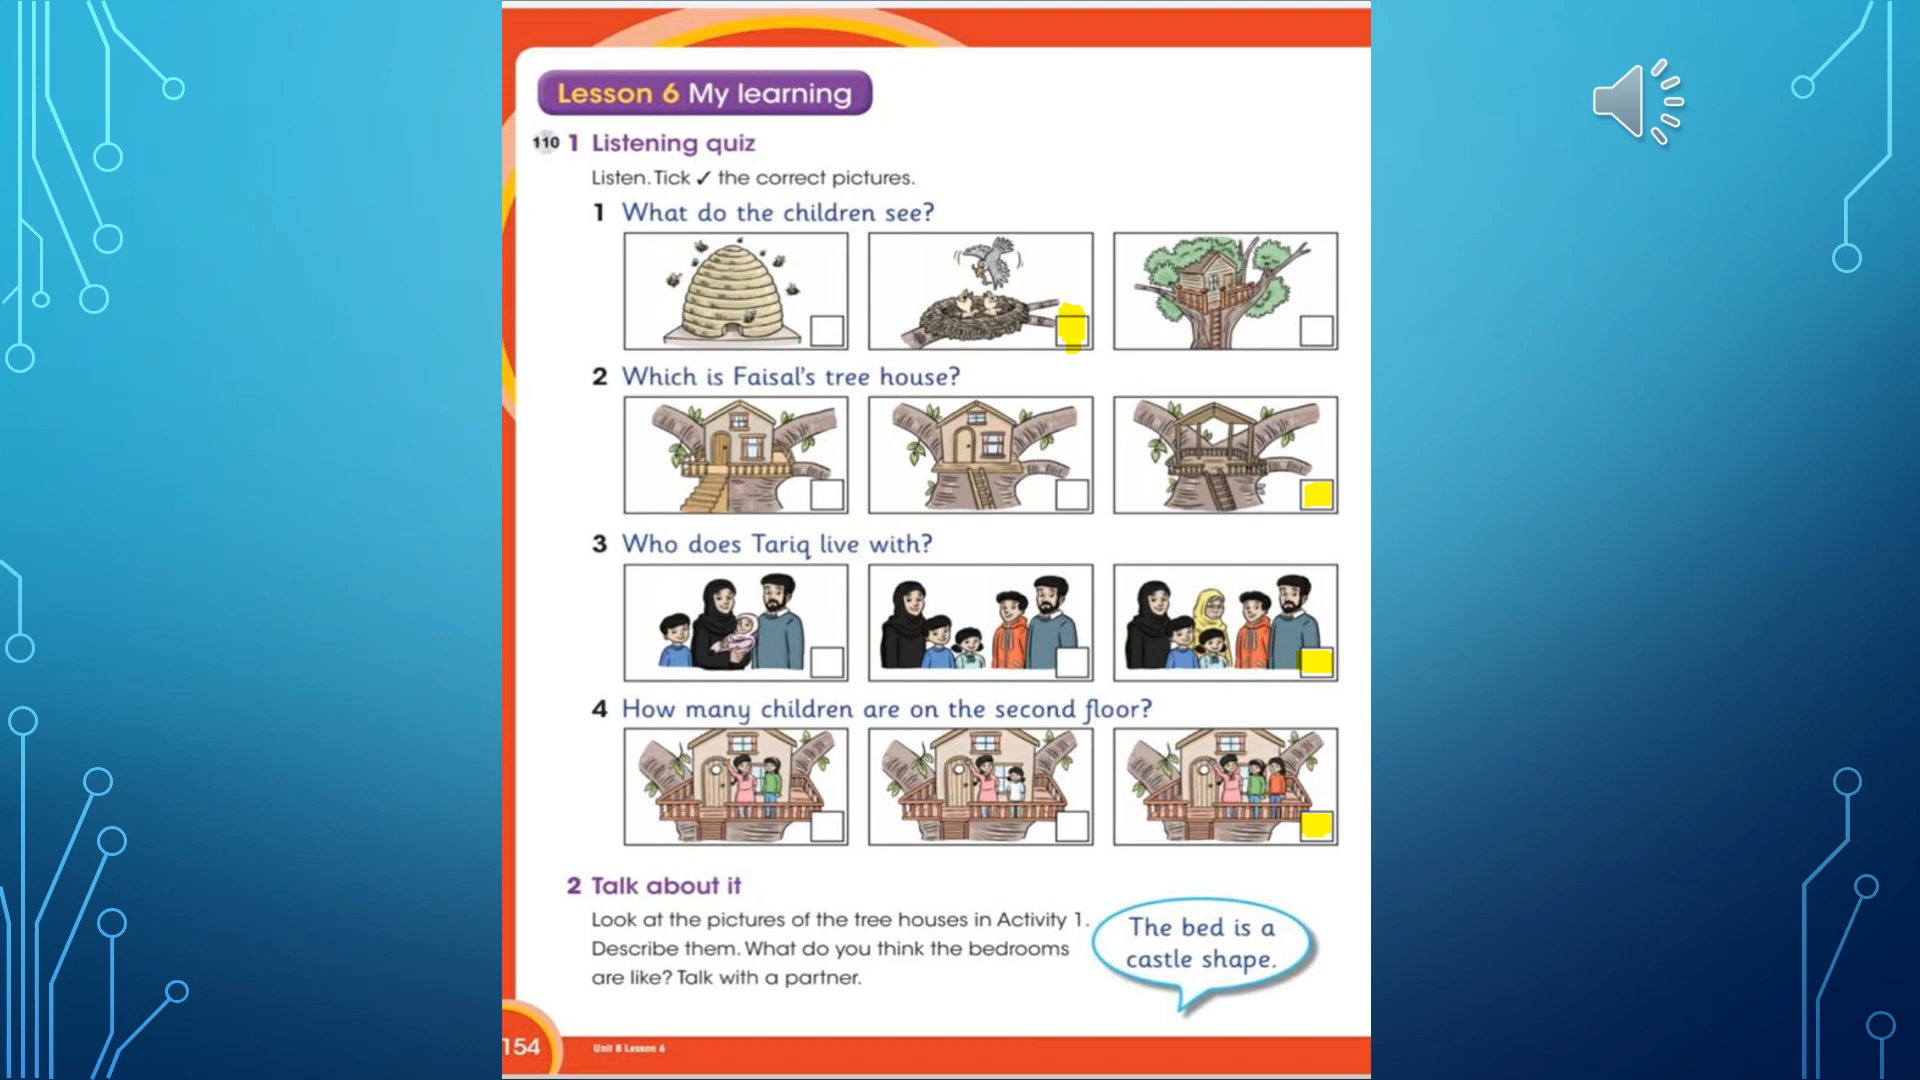 Lesson 6 My learning
110 1 Listening quiz
Listen. Tick ✓ the correct pictures.
1 What do the children see?
2 Which is Faisal's tree house?
3 Who does Tariq live with?
4 How many children are on the second floor?
2 Talk about it
Look at the pictures of the tree houses in Activity 1.
Describe them. What do you think the bedrooms
are like? Talk with a partner.
The bed is a
castle shape.
154
Unit 8 Lesson 6